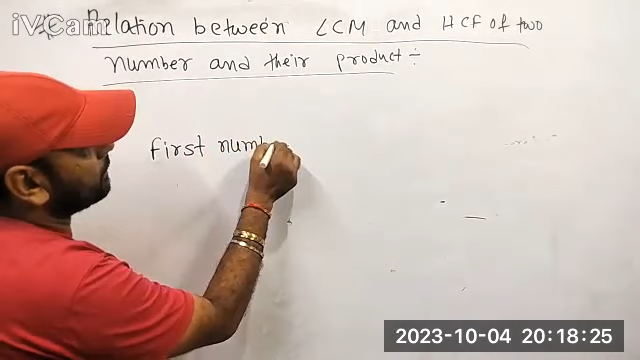 iVCam
Relation between LCM and HCF of two
number and their product ÷
first numb
2023-10-04 20:18:25